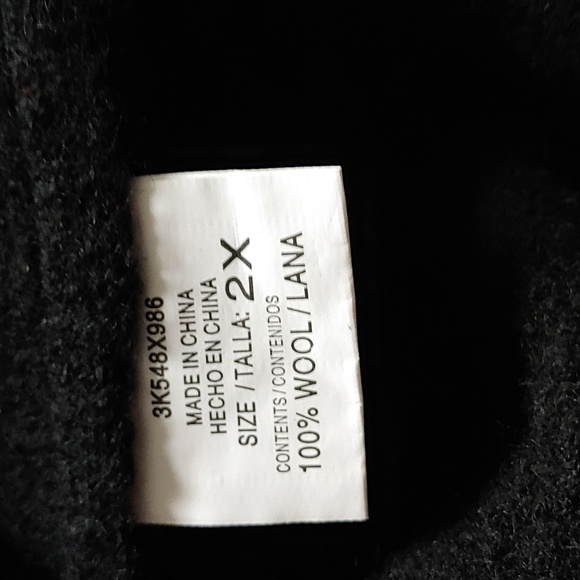 3K548X986
MADE IN CHINA
HECHO EN CHINA
SIZE / TALLA: 2X
CONTENTS / CONTENIDOS
100% WOOL / LANA